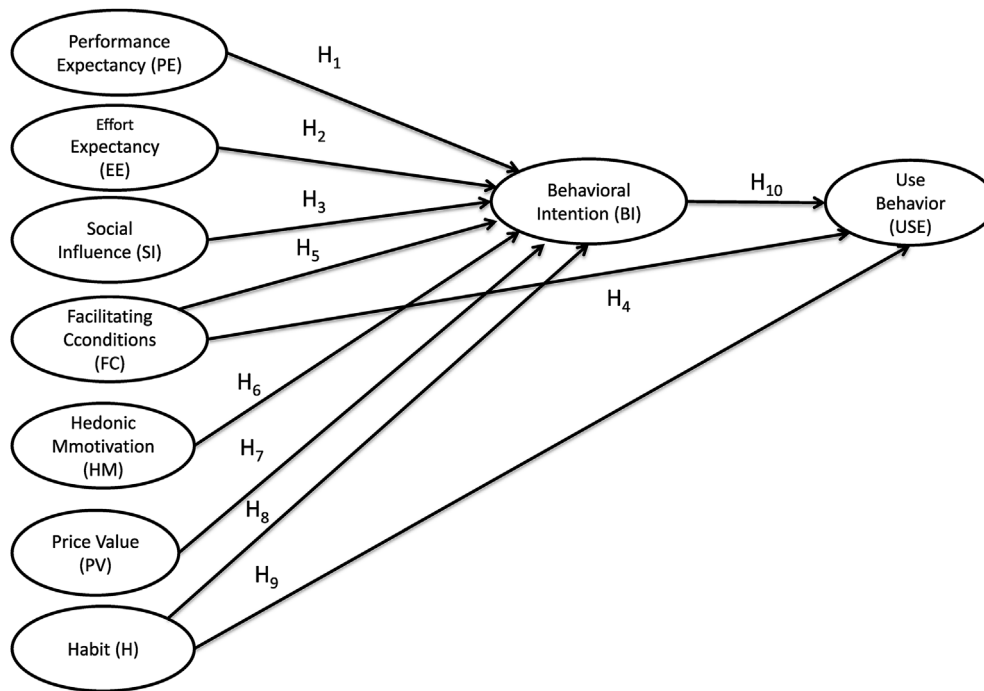 Performance
Expectancy (PE)
H1
Effort
Expectancy
(EE)
H2
Social
Influence (SI)
H3
H5
Facilitating
Cconditions
(FC)
H4
Hedonic
Mmotivation
(HM)
H6
Price Value
(PV)
H7
Habit (H)
H8
H9
Behavioral
Intention (BI)
H10
Use
Behavior
(USE)